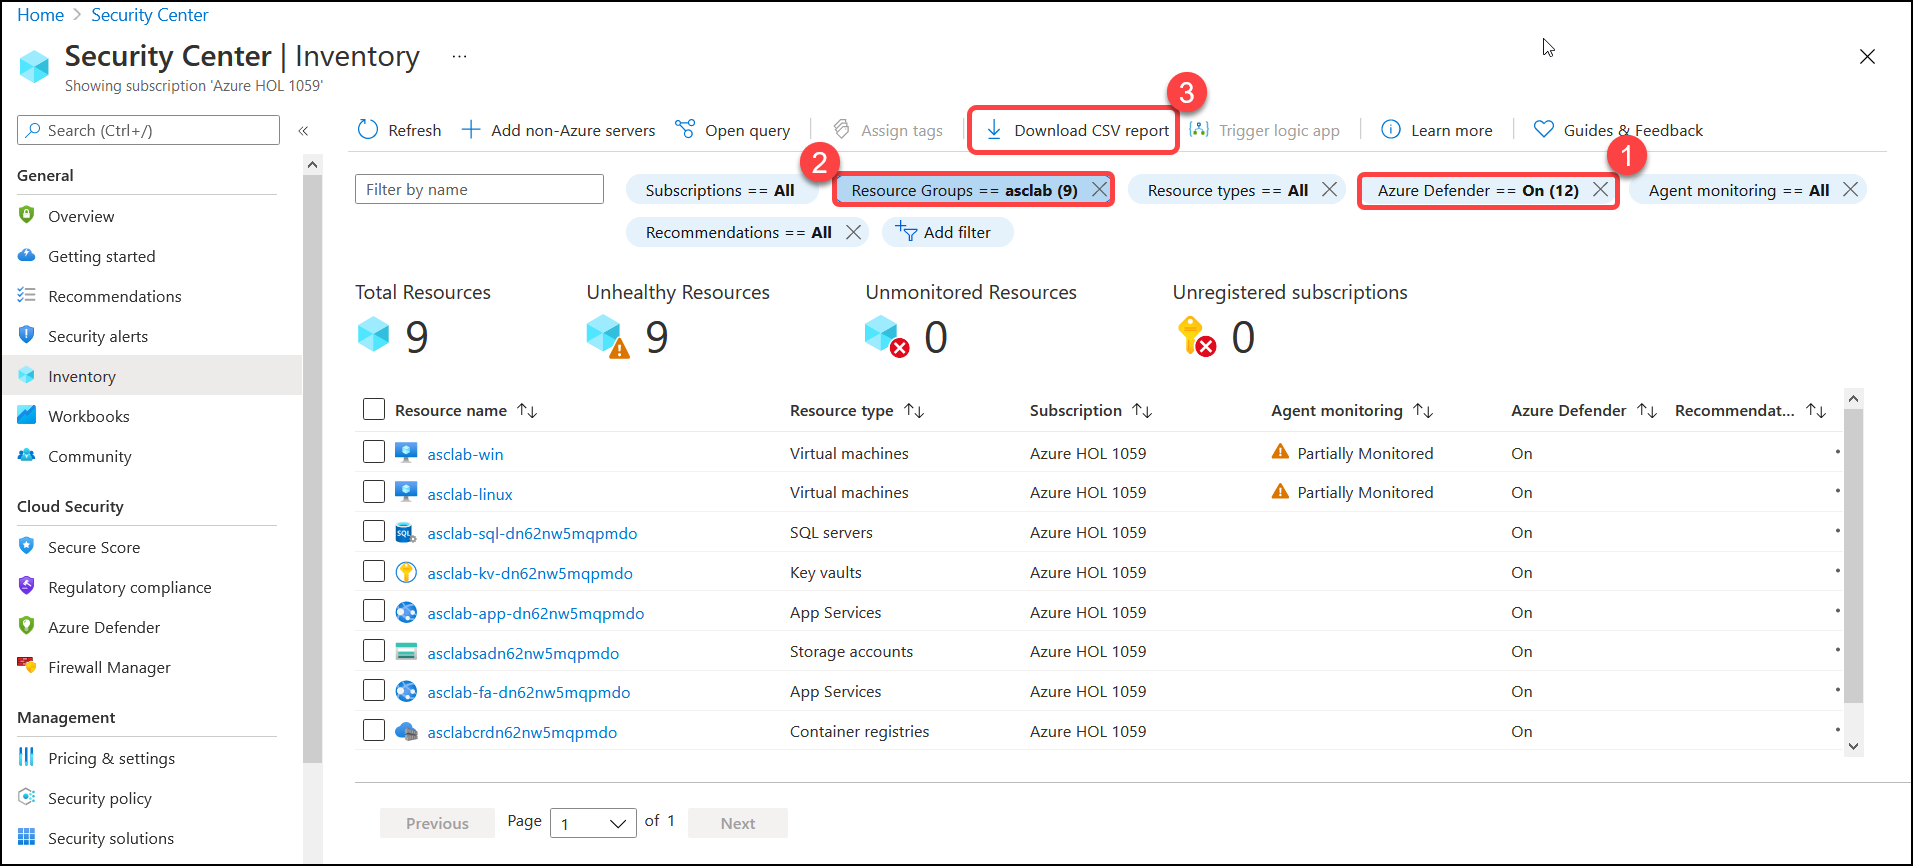 Home > Security Center
Security Center | Inventory ...
Showing subscription 'Azure HOL 1059'
Search (Ctrl+/)
«
General
Overview
Getting started
Recommendations
Security alerts
Inventory
Workbooks
Community
Cloud Security
Secure Score
Regulatory compliance
Azure Defender
Firewall Manager
Management
Pricing & settings
Security policy
Security solutions
Refresh
Add non-Azure servers
Open query
Assign tags
Download CSV report
3
Trigger logic app
Learn more
Guides & Feedback
Filter by name
Subscriptions == All
2
Resource Groups == asclab (9)
Resource types == All
1
Azure Defender == On (12)
Agent monitoring == All
Recommendations == All
Add filter
Total Resources
9
Unhealthy Resources
9
Unmonitored Resources
0
Unregistered subscriptions
0
Resource name Resource type Subscription Agent monitoring Azure Defender Recommendat...
asclab-win Virtual machines Azure HOL 1059 Partially Monitored On
asclab-linux Virtual machines Azure HOL 1059 Partially Monitored On
SQL asclab-sql-dn62nw5mqpmdo SQL servers Azure HOL 1059 On
asclab-kv-dn62nw5mqpmdo Key vaults Azure HOL 1059 On
asclab-app-dn62nw5mqpmdo App Services Azure HOL 1059 On
asclabsadn62nw5mqpmdo Storage accounts Azure HOL 1059 On
asclab-fa-dn62nw5mqpmdo App Services Azure HOL 1059 On
asclabcrdn62nw5mqpmdo Container registries Azure HOL 1059 On
Previous Page 1 of 1 Next